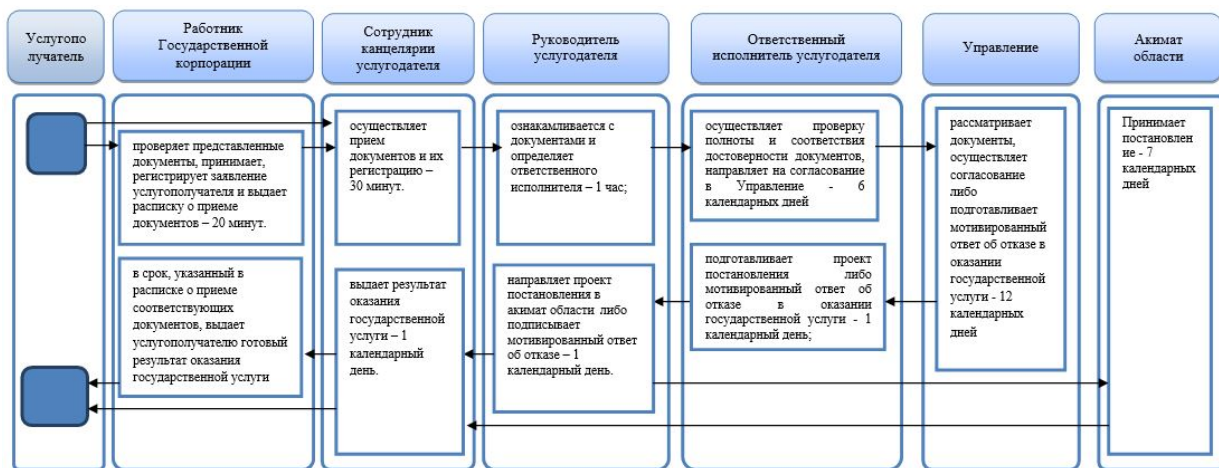 Услугопо
лучатель
Работник
Государственной
корпорации
Сотрудник
канцелярии
услугодателя
Руководитель
услугодателя
Ответственный
исполнитель услугодателя
Управление
Акимат
области
проверяет представленные
документы, принимает,
регистрирует заявление
услугополучателя и выдает
расписку о приеме
документов – 20 минут.
осуществляет
прием
документов и их
регистрацию –
30 минут.
ознакамливается с
документами и
определяет
ответственного
исполнителя – 1 час;
осуществляет проверку
полноты и соответствия
достоверности документов,
направляет на согласование
в Управление - 6
календарных дней
рассматривает
документы,
осуществляет
согласование
либо
подготавливает
мотивированный
ответ об отказе в
оказании
государственной
услуги - 12
календарных
дней
Принимает
постановлен
ие - 7
календарных
дней
в срок, указанный в
расписке о приеме
соответствующих
документов, выдает
услугополучателю готовый
результат оказания
государственной услуги
выдает результат
оказания
государственной
услуги – 1
календарный
день.
направляет проект
постановления в
акимат области либо
подписывает
мотивированный ответ
об отказе – 1
календарный день.
подготавливает проект
постановления либо
мотивированный ответ об
отказе в оказании
государственной услуги - 1
календарный день;